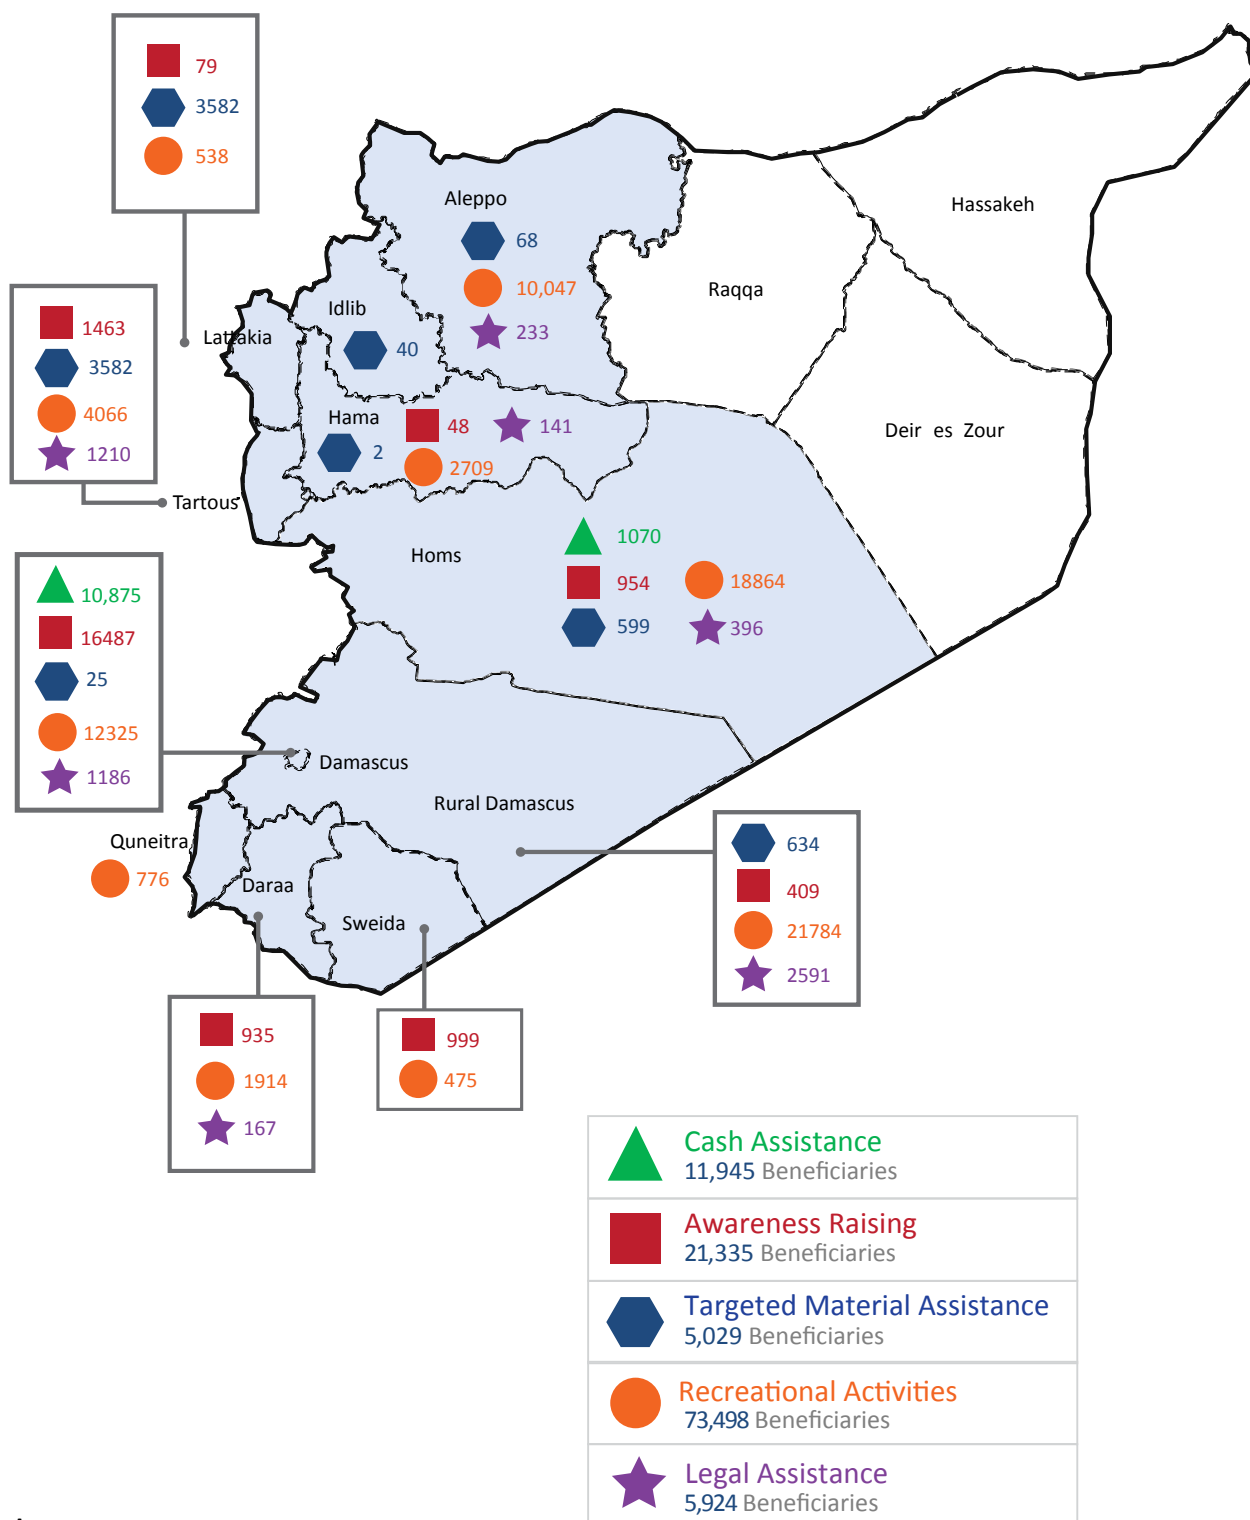 79
3582
538
Aleppo
68
10,047
233
Hassakeh
Raqqa
Idlib
40
Lattakia
1463
3582
4066
1210
Tartous
Hama
48
141
2
2709
Deir es Zour
Homs
1070
954
18864
599
396
10,875
16487
25
12325
1186
Damascus
Rural Damascus
Quneitra
776
Daraa
Sweida
634
409
21784
2591
935
1914
167
999
475
Cash Assistance
11,945 Beneficiaries
Awareness Raising
21,335 Beneficiaries
Targeted Material Assistance
5,029 Beneficiaries
Recreational Activities
73,498 Beneficiaries
Legal Assistance
5,924 Beneficiaries